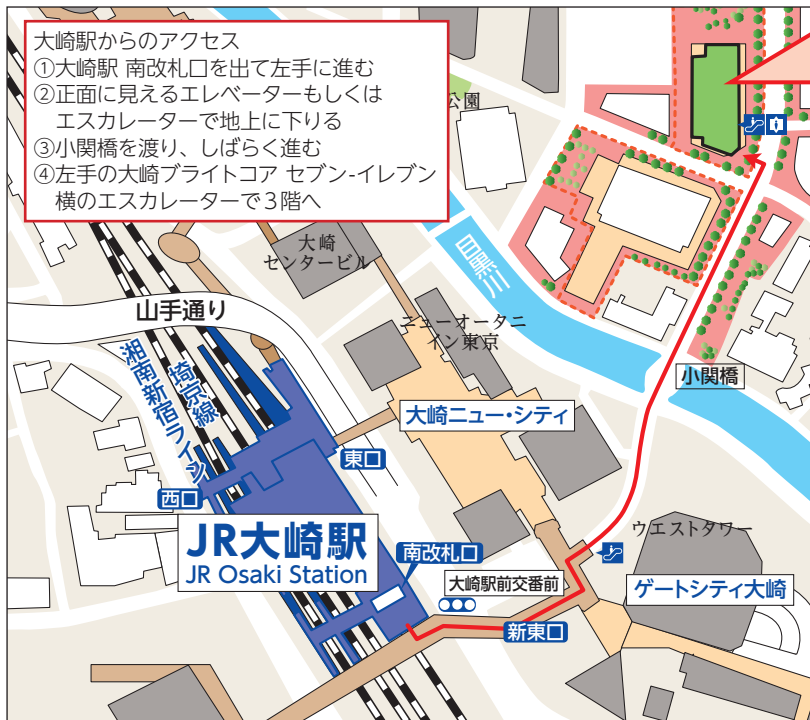 大崎駅からのアクセス
①大崎駅 南改札口を出て左手に進む
②正面に見えるエレベーターもしくは
エスカレーターで地上に下りる
③小関橋を渡り、しばらく進む
④左手の大崎ブライトコア セブン-イレブン
横のエスカレーターで3階へ
公園
大崎
センタービル
目黒川
山手通り
ニューオータニ
イン東京
小関橋
埼京線
湘南新宿ライン
大崎ニュー・シティ
東口
西口
JR大崎駅
JR Osaki Station
南改札口
ウエストタワー
大崎駅前交番前
ゲートシティ大崎
新東口